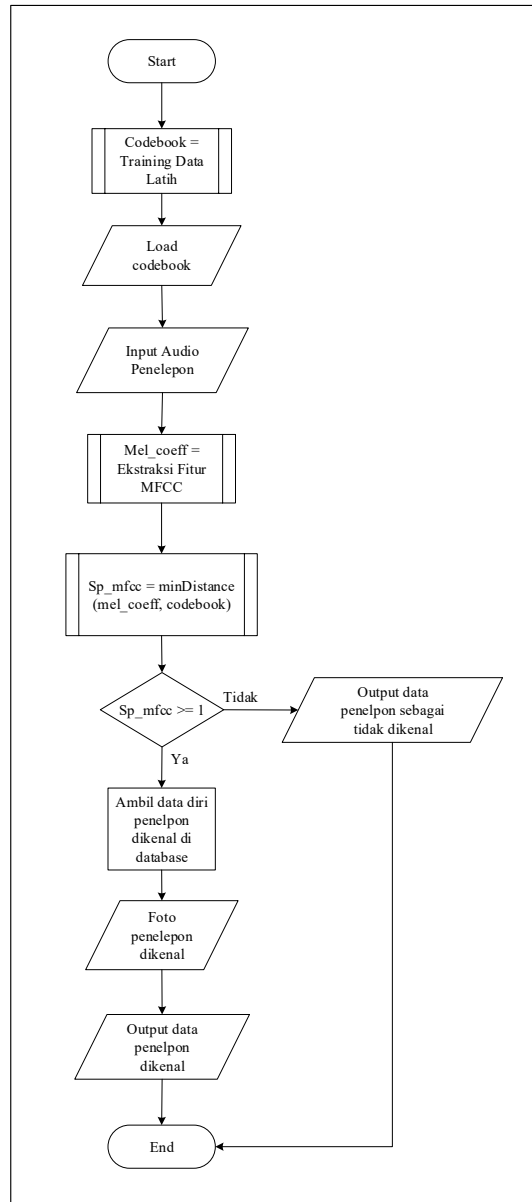 Start
Codebook =
Training Data
Latih
Load
codebook
Input Audio
Penelepon
Mel_coeff =
Ekstraksi Fitur
MFCC
Sp_mfcc = minDistance
(mel_coeff, codebook)
Sp_mfcc >= 1
Tidak
Output data
penelpon sebagai
tidak dikenal
Ya
Ambil data diri
penelpon
dikenal di
database
Foto
penelepon
dikenal
Output data
penelpon
dikenal
End